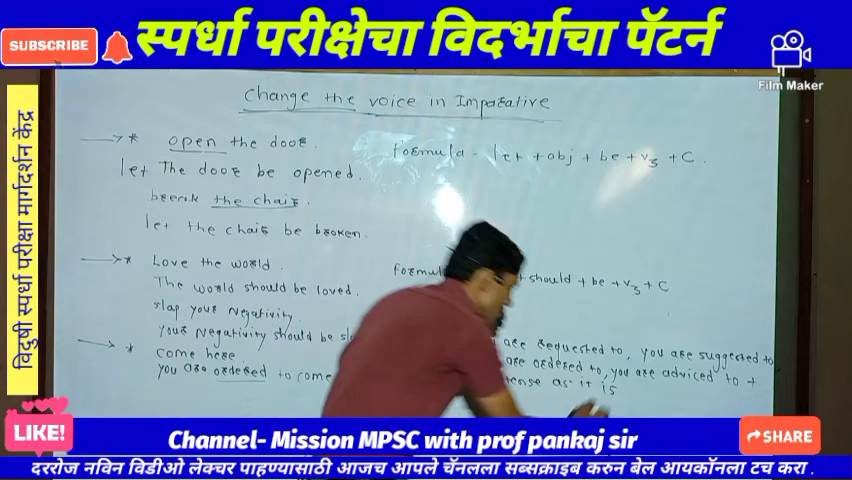 SUBSCRIBE
स्पर्धा परीक्षेचा विदर्भाचा पॅटर्न
Film Maker
विदुषी स्पर्धा परीक्षा मार्गदर्शन केंद्र
Change the voice in Imparative
* open the door.
Formula - let + obj + be + v3 + C.
let The door be opened.
break the chair.
let the chair be broken.
* Love the world.
should + be + v3 + C
The world should be loved.
slap your Negativity.
your Negativity should be
* come here.
are requested to, you are suggested to
are ordered to, you are adviced to +
you are ordered to come
as it is
LIKE!
Channel- Mission MPSC with prof pankaj sir
SHARE
दररोज नविन विडीओ लेक्चर पाहण्यासाठी आजच आपले चॅनलला सब्सक्राइब करुन बेल आयकॉनला टच करा .